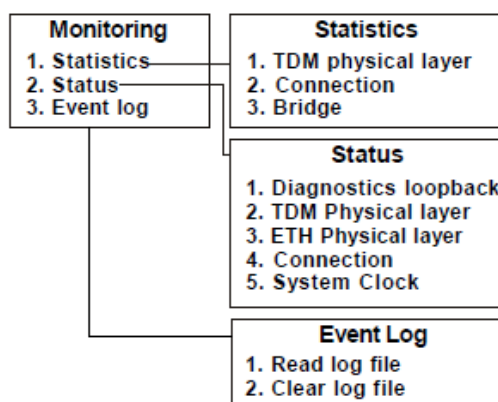 Monitoring
1. Statistics
2. Status
3. Event log
Statistics
1. TDM physical layer
2. Connection
3. Bridge
Status
1. Diagnostics loopback
2. TDM Physical layer
3. ETH Physical layer
4. Connection
5. System Clock
Event Log
1. Read log file
2. Clear log file